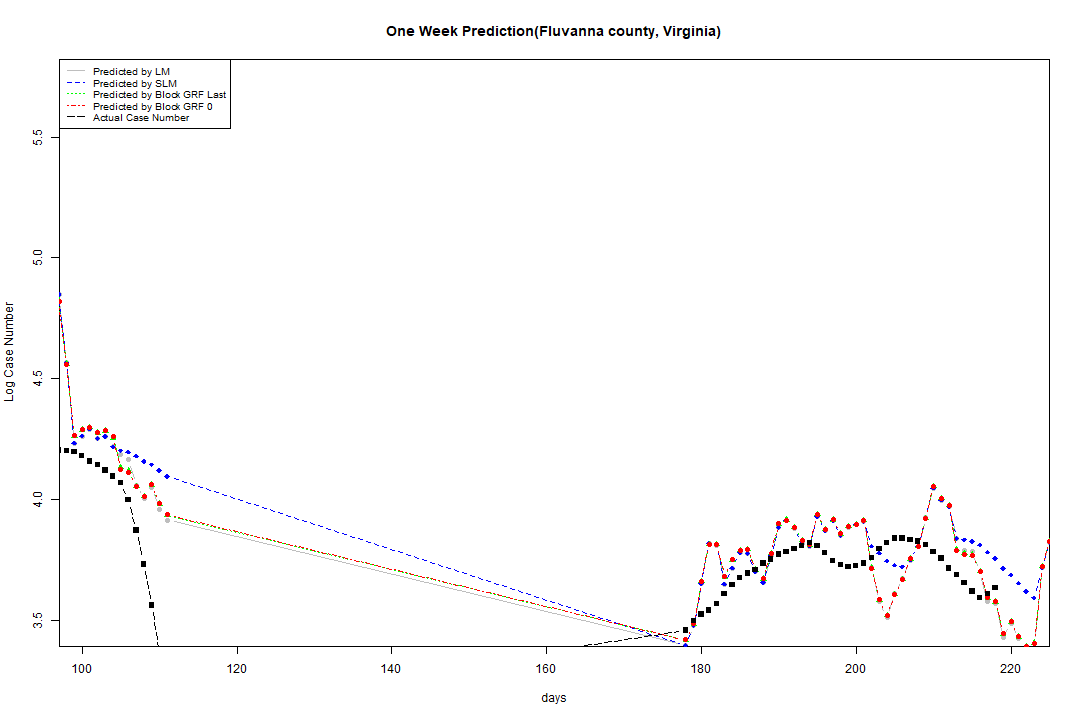 One Week Prediction(Fluvanna county, Virginia)
Predicted by LM
Predicted by SLM
Predicted by Block GRF Last
Predicted by Block GRF 0
Actual Case Number
Log Case Number
5.5
5.0
4.5
4.0
3.5
100 120 140 160 180 200 220
days